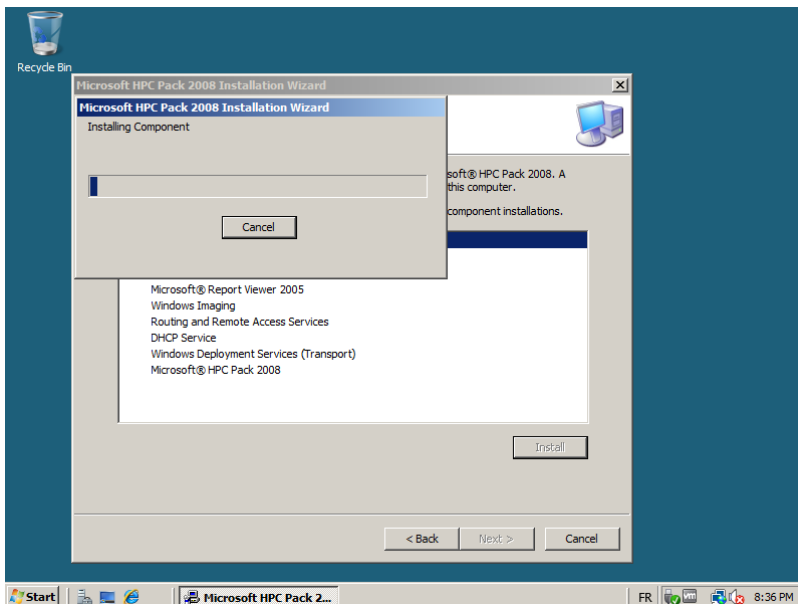 Recycle Bin
Microsoft HPC Pack 2008 Installation Wizard
Microsoft HPC Pack 2008 Installation Wizard
Installing Component
Cancel
soft® HPC Pack 2008. A
this computer.
component installations.
Microsoft® Report Viewer 2005
Windows Imaging
Routing and Remote Access Services
DHCP Service
Windows Deployment Services (Transport)
Microsoft® HPC Pack 2008
Install
< Back Next > Cancel
Start Microsoft HPC Pack 2... FR vm 8:36 PM